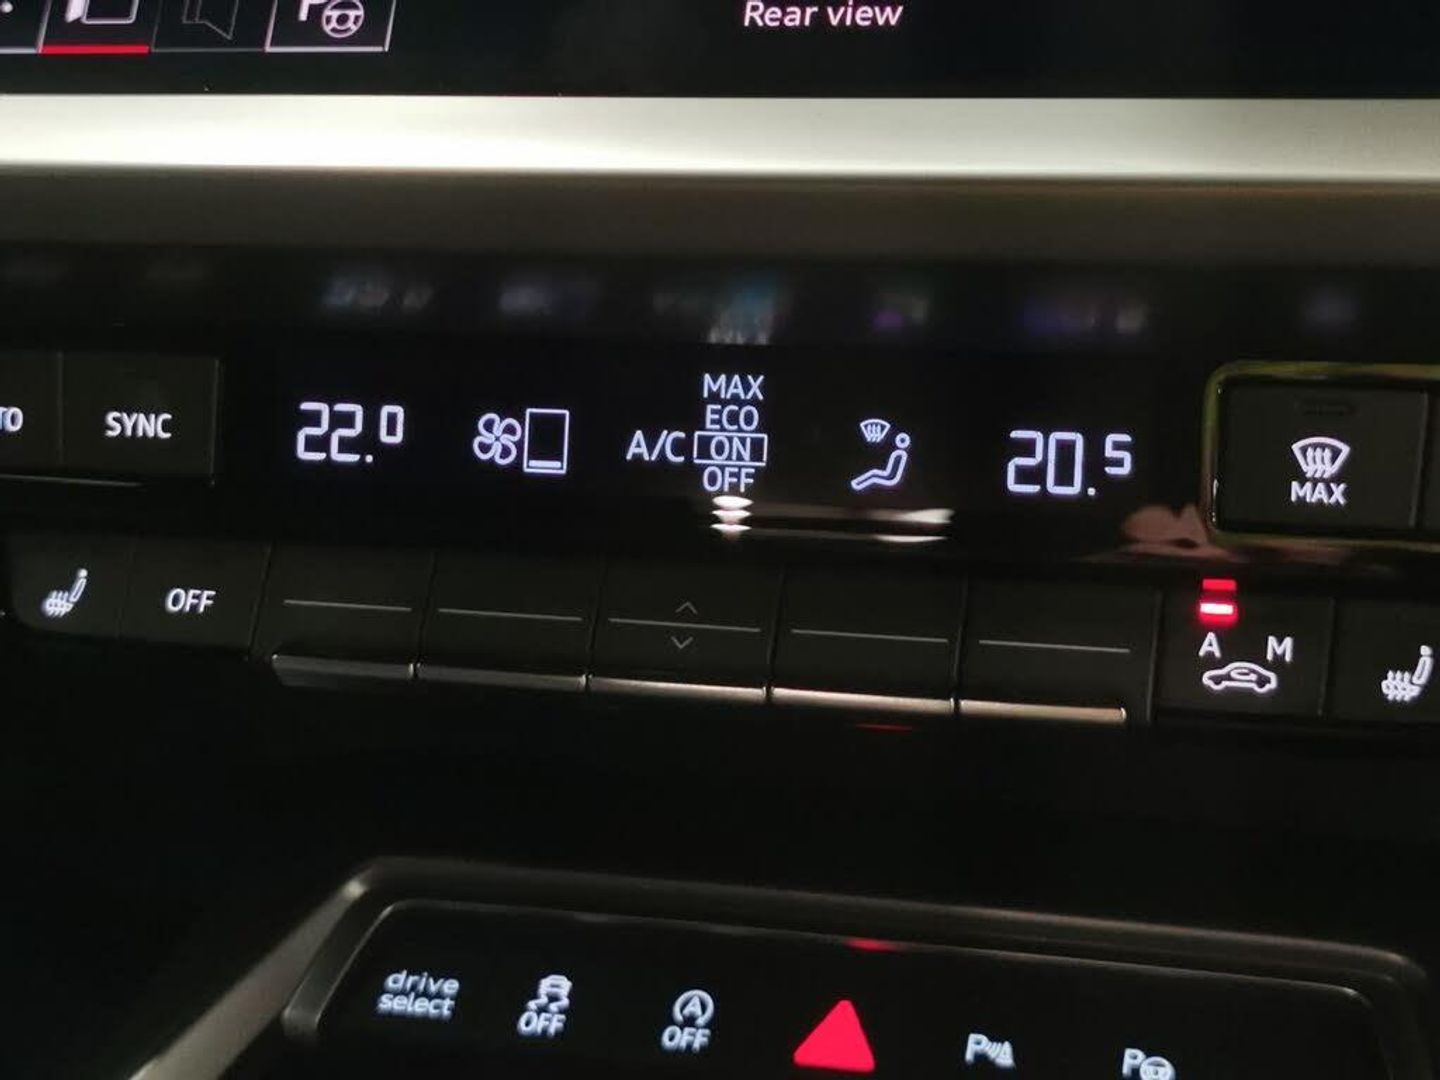 P
Rear view
TO
SYNC
22.0
A/C
MAX
ECO
ON
OFF
20.5
MAX
OFF
A M
drive
select
OFF
A
OFF
P
P